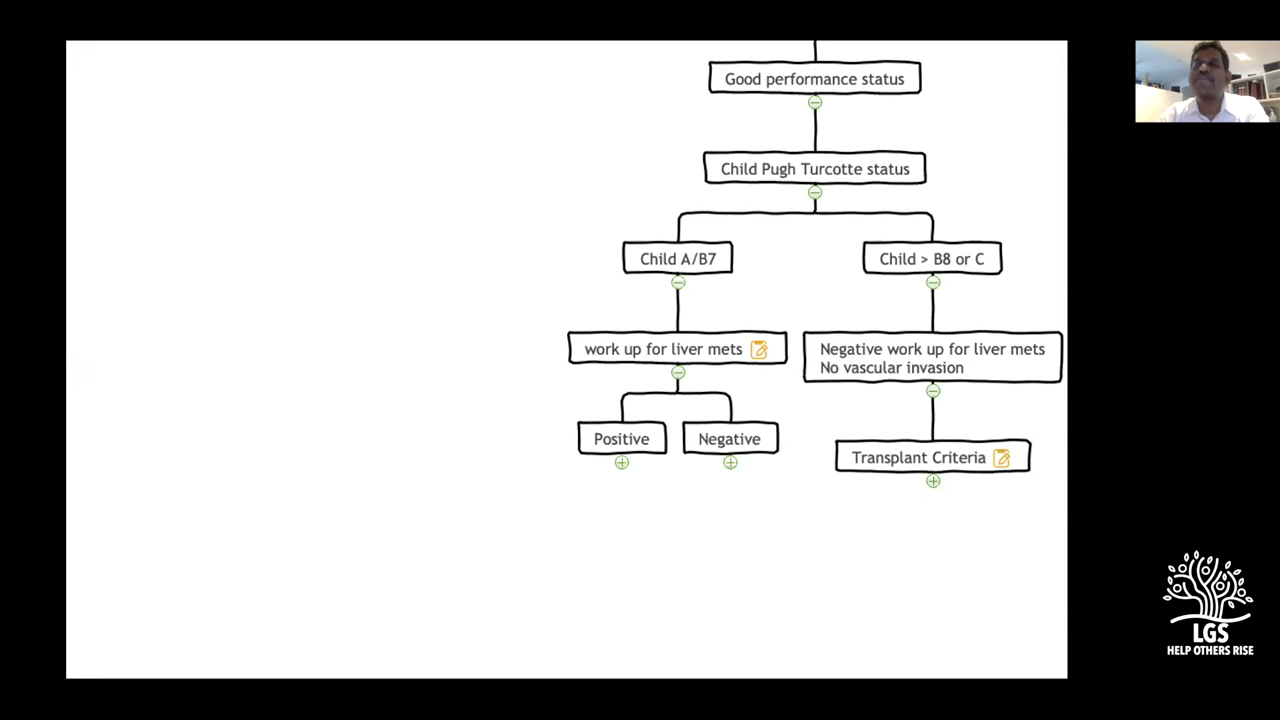 Good performance status
Child Pugh Turcotte status
Child A/B7
Child > B8 or C
work up for liver mets
Negative work up for liver mets
No vascular invasion
Positive
Negative
Transplant Criteria
LGS
HELP OTHERS RISE